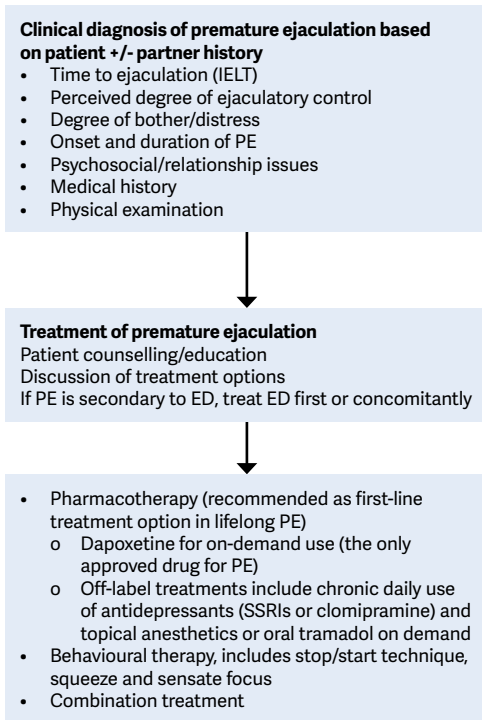 Clinical diagnosis of premature ejaculation based
on patient +/- partner history
• Time to ejaculation (IELT)
• Perceived degree of ejaculatory control
• Degree of bother/distress
• Onset and duration of PE
• Psychosocial/relationship issues
• Medical history
• Physical examination
Treatment of premature ejaculation
Patient counselling/education
Discussion of treatment options
If PE is secondary to ED, treat ED first or concomitantly
• Pharmacotherapy (recommended as first-line
treatment option in lifelong PE)
o Dapoxetine for on-demand use (the only
approved drug for PE)
o Off-label treatments include chronic daily use
of antidepressants (SSRIs or clomipramine) and
topical anesthetics or oral tramadol on demand
• Behavioural therapy, includes stop/start technique,
squeeze and sensate focus
• Combination treatment